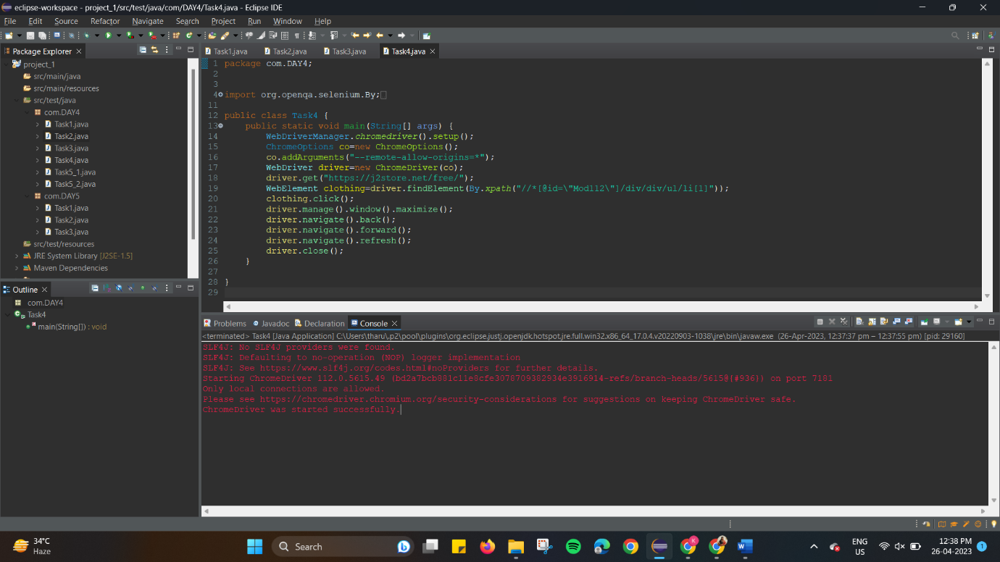 eclipse-workspace - project_1/src/test/java/com/DAY4/Task4.java - Eclipse IDE
File Edit Source Refactor Navigate Search Project Run Window Help
Package Explorer
project_1
src/main/java
src/main/resources
src/test/java
com.DAY4
Task1.java
Task2.java
Task3.java
Task4.java
Task5_1.java
Task5_2.java
com.DAY5
Task1.java
Task2.java
Task3.java
src/test/resources
JRE System Library [J2SE-1.5]
Maven Dependencies
Outline
com.DAY4
Task4
main(String[]) : void
Task1.java Task2.java Task3.java Task4.java
1 package com.DAY4;
2
3
4 import org.openqa.selenium.By;
11
12 public class Task4 {
13 public static void main(String[] args) {
14 WebDriverManager.chromedriver().setup();
15 ChromeOptions co=new ChromeOptions();
16 co.addArguments("--remote-allow-origins=*");
17 WebDriver driver=new ChromeDriver(co);
18 driver.get("https://j2store.net/free/");
19 WebElement clothing=driver.findElement(By.xpath("//*[@id=\"Mod112\"]/div/div/ul/li[1]"));
20 clothing.click();
21 driver.manage().window().maximize();
22 driver.navigate().back();
23 driver.navigate().forward();
24 driver.navigate().refresh();
25 driver.close();
26 }
27
28 }
29
Problems Javadoc Declaration Console
<terminated> Task4 [Java Application] C:\Users\tharu\.p2\pool\plugins\org.eclipse.justj.openjdk.hotspot.jre.full.win32.x86_64_17.0.4.v20220903-1038\jre\bin\javaw.exe (26-Apr-2023, 12:37:37 pm – 12:37:55 pm) [pid: 29160]
SLF4J: No SLF4J providers were found.
SLF4J: Defaulting to no-operation (NOP) logger implementation
SLF4J: See https://www.slf4j.org/codes.html#noProviders for further details.
Starting ChromeDriver 112.0.5615.49 (bd2a7bcb881c11e8cfe3078709382934e3916914-refs/branch-heads/5615@{#936}) on port 7181
Only local connections are allowed.
Please see https://chromedriver.chromium.org/security-considerations for suggestions on keeping ChromeDriver safe.
ChromeDriver was started successfully.
34°C
Haze
Search
ENG
US
12:38 PM
26-04-2023
1